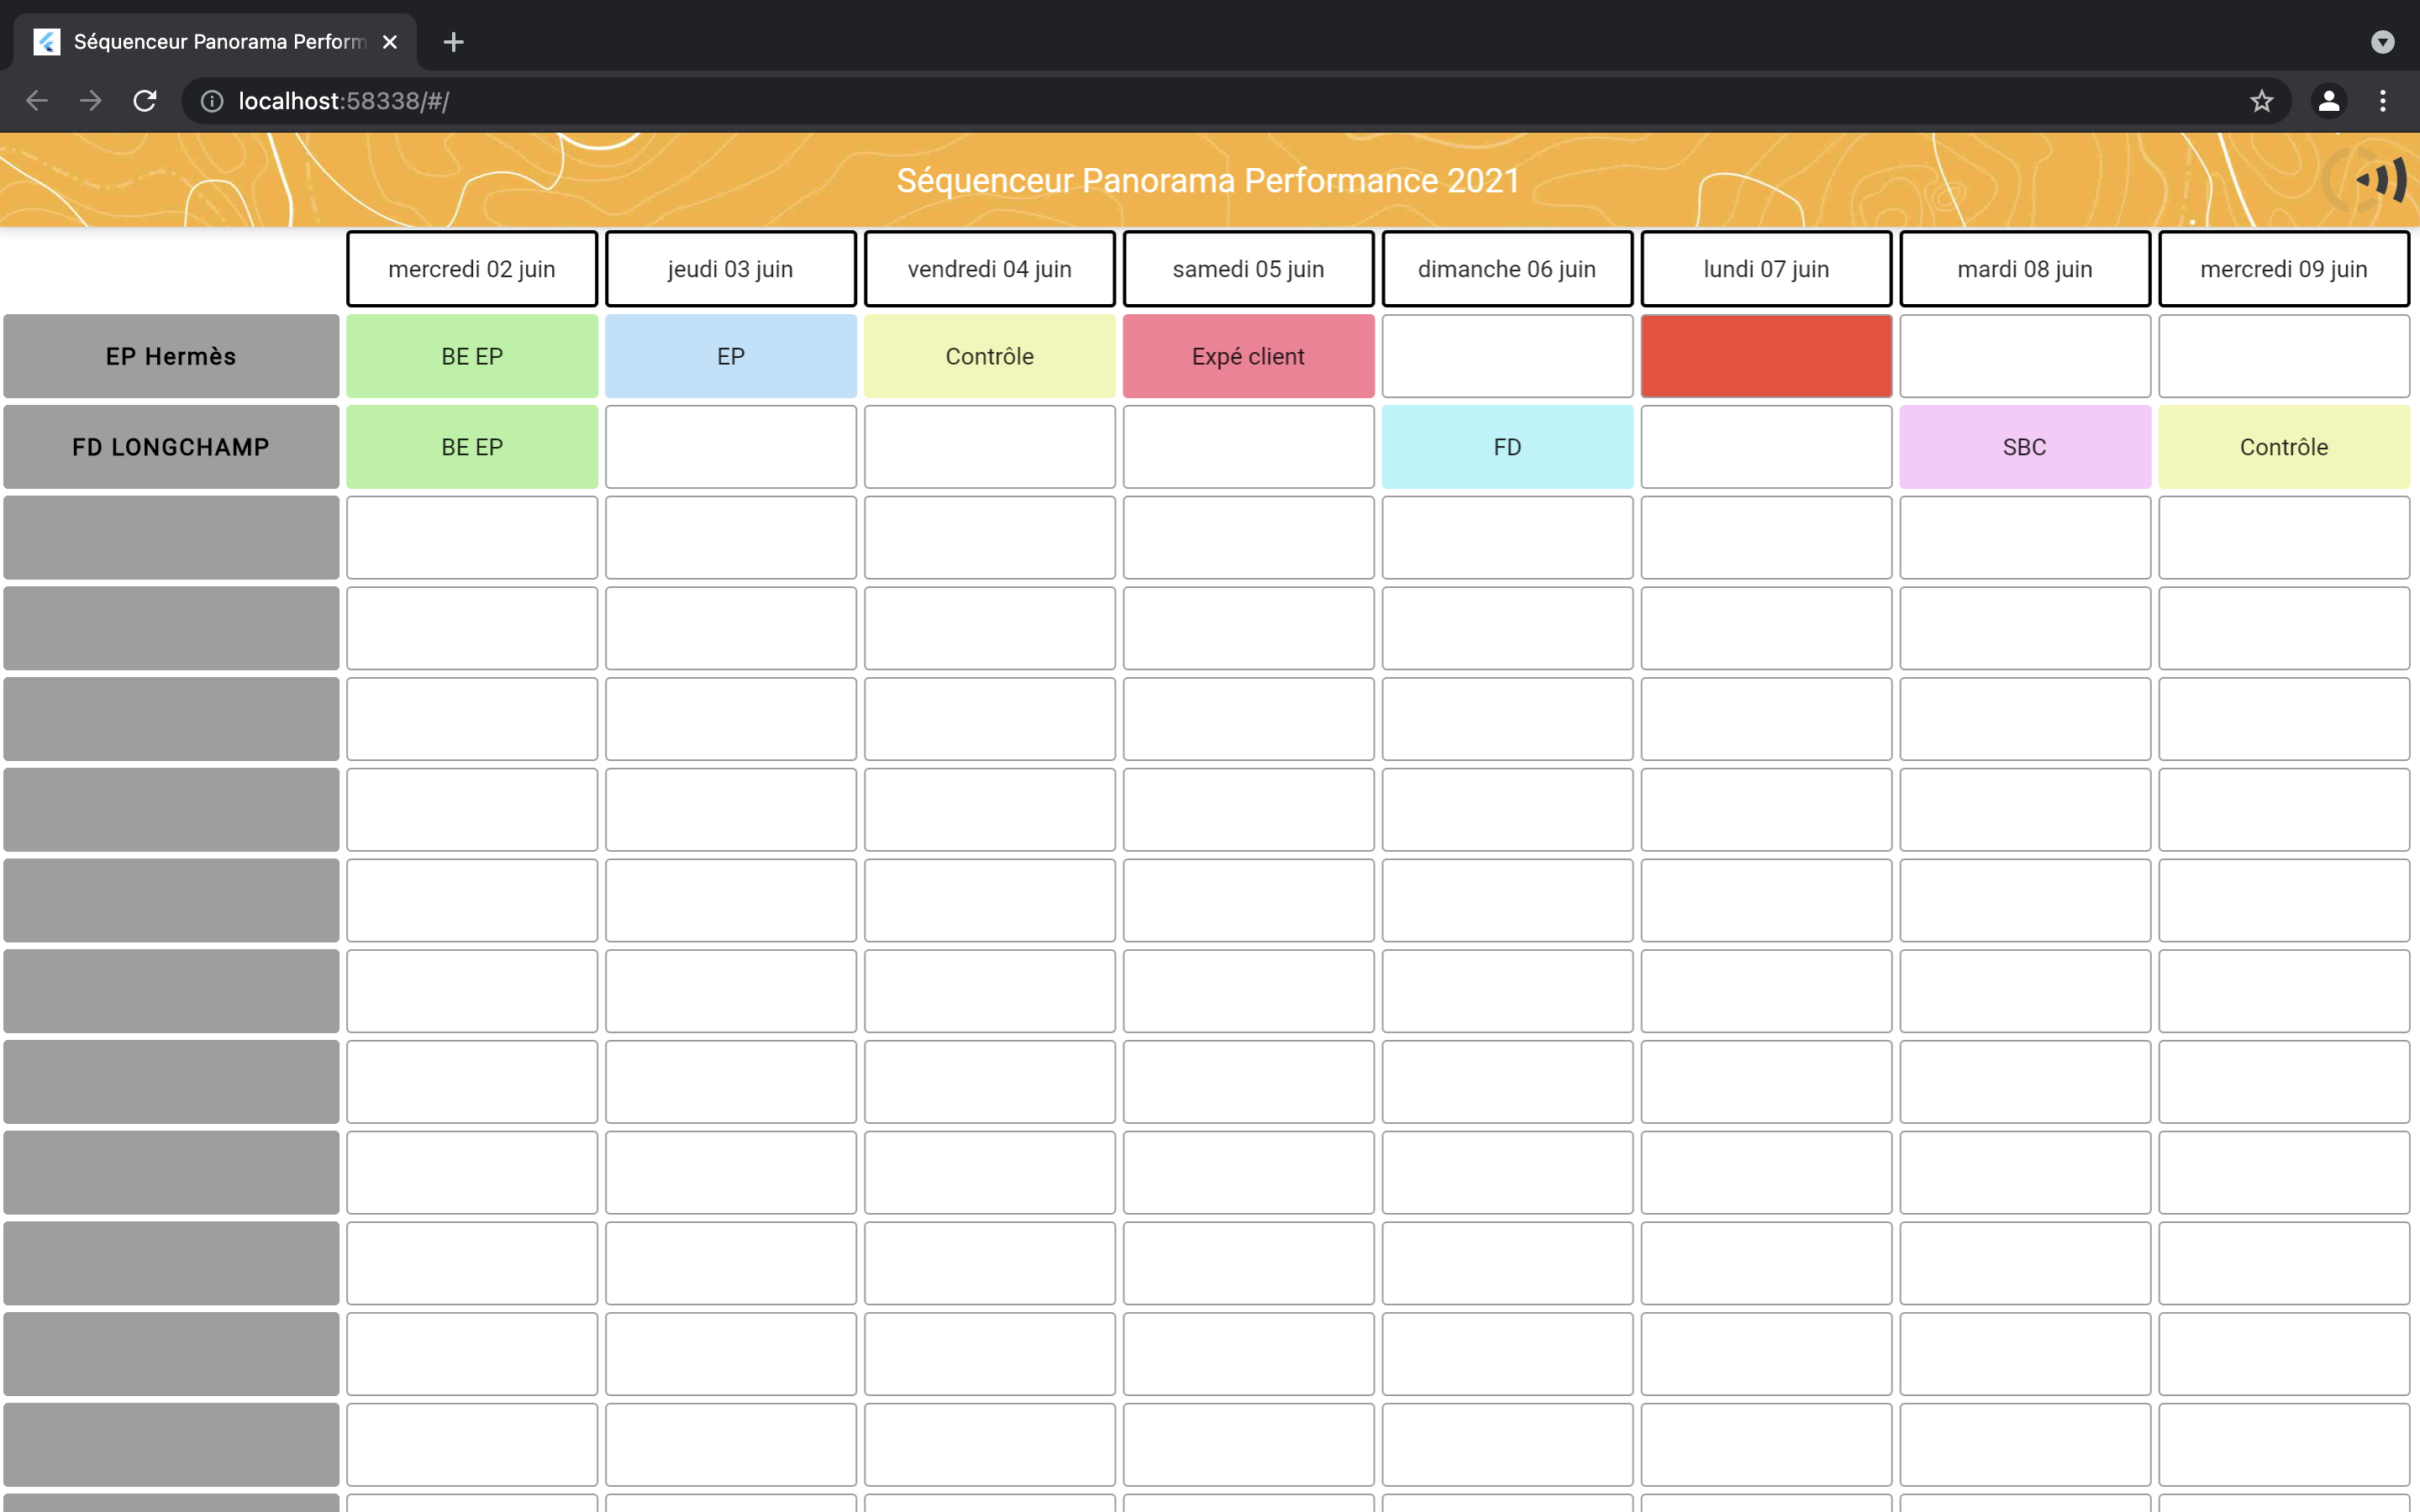 Séquenceur Panorama Perform
localhost:58338/#/
Séquenceur Panorama Performance 2021
mercredi 02 juin jeudi 03 juin vendredi 04 juin samedi 05 juin dimanche 06 juin lundi 07 juin mardi 08 juin mercredi 09 juin
EP Hermès BE EP EP Contrôle Expé client
FD LONGCHAMP BE EP FD SBC Contrôle